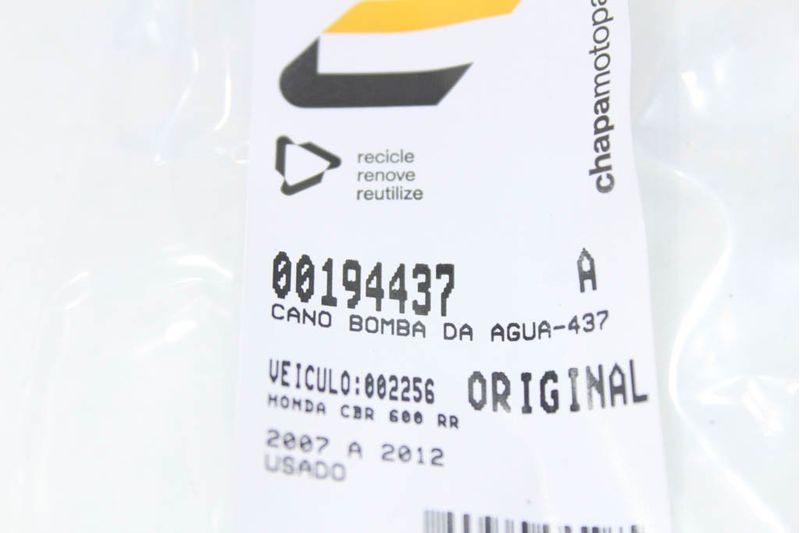 chapamotopa
recicle
renove
reutilize
00194437 A
CANO BOMBA DA AGUA-437
VEICULO:002256 ORIGINAL
HONDA CBR 600 RR
2007 A 2012
USADO